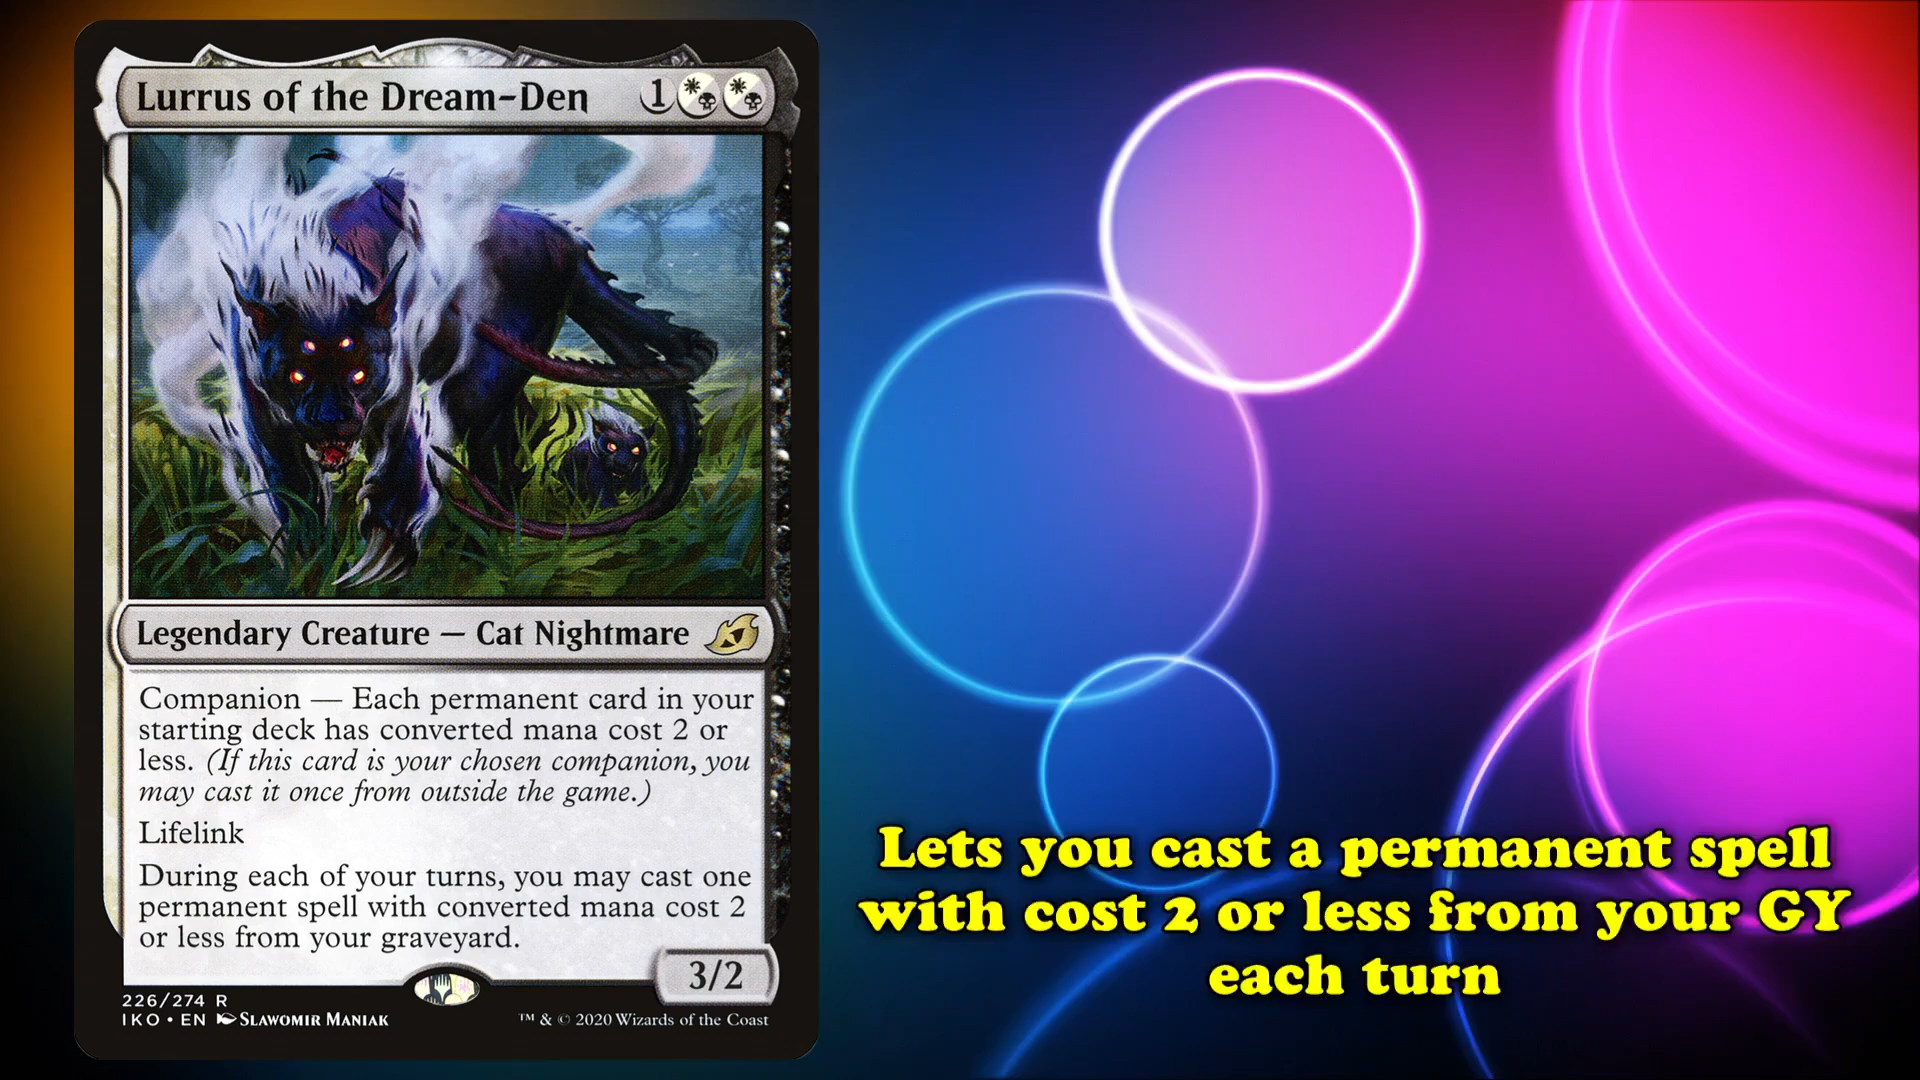 Lurrus of the Dream-Den 1
Legendary Creature — Cat Nightmare
Companion — Each permanent card in your
starting deck has converted mana cost 2 or
less. (If this card is your chosen companion, you
may cast it once from outside the game.)
Lifelink
During each of your turns, you may cast one
permanent spell with converted mana cost 2
or less from your graveyard.
3/2
226/274 R
IKO • EN SLAWOMIR MANIAK
™ & © 2020 Wizards of the Coast
Lets you cast a permanent spell
with cost 2 or less from your GY
each turn